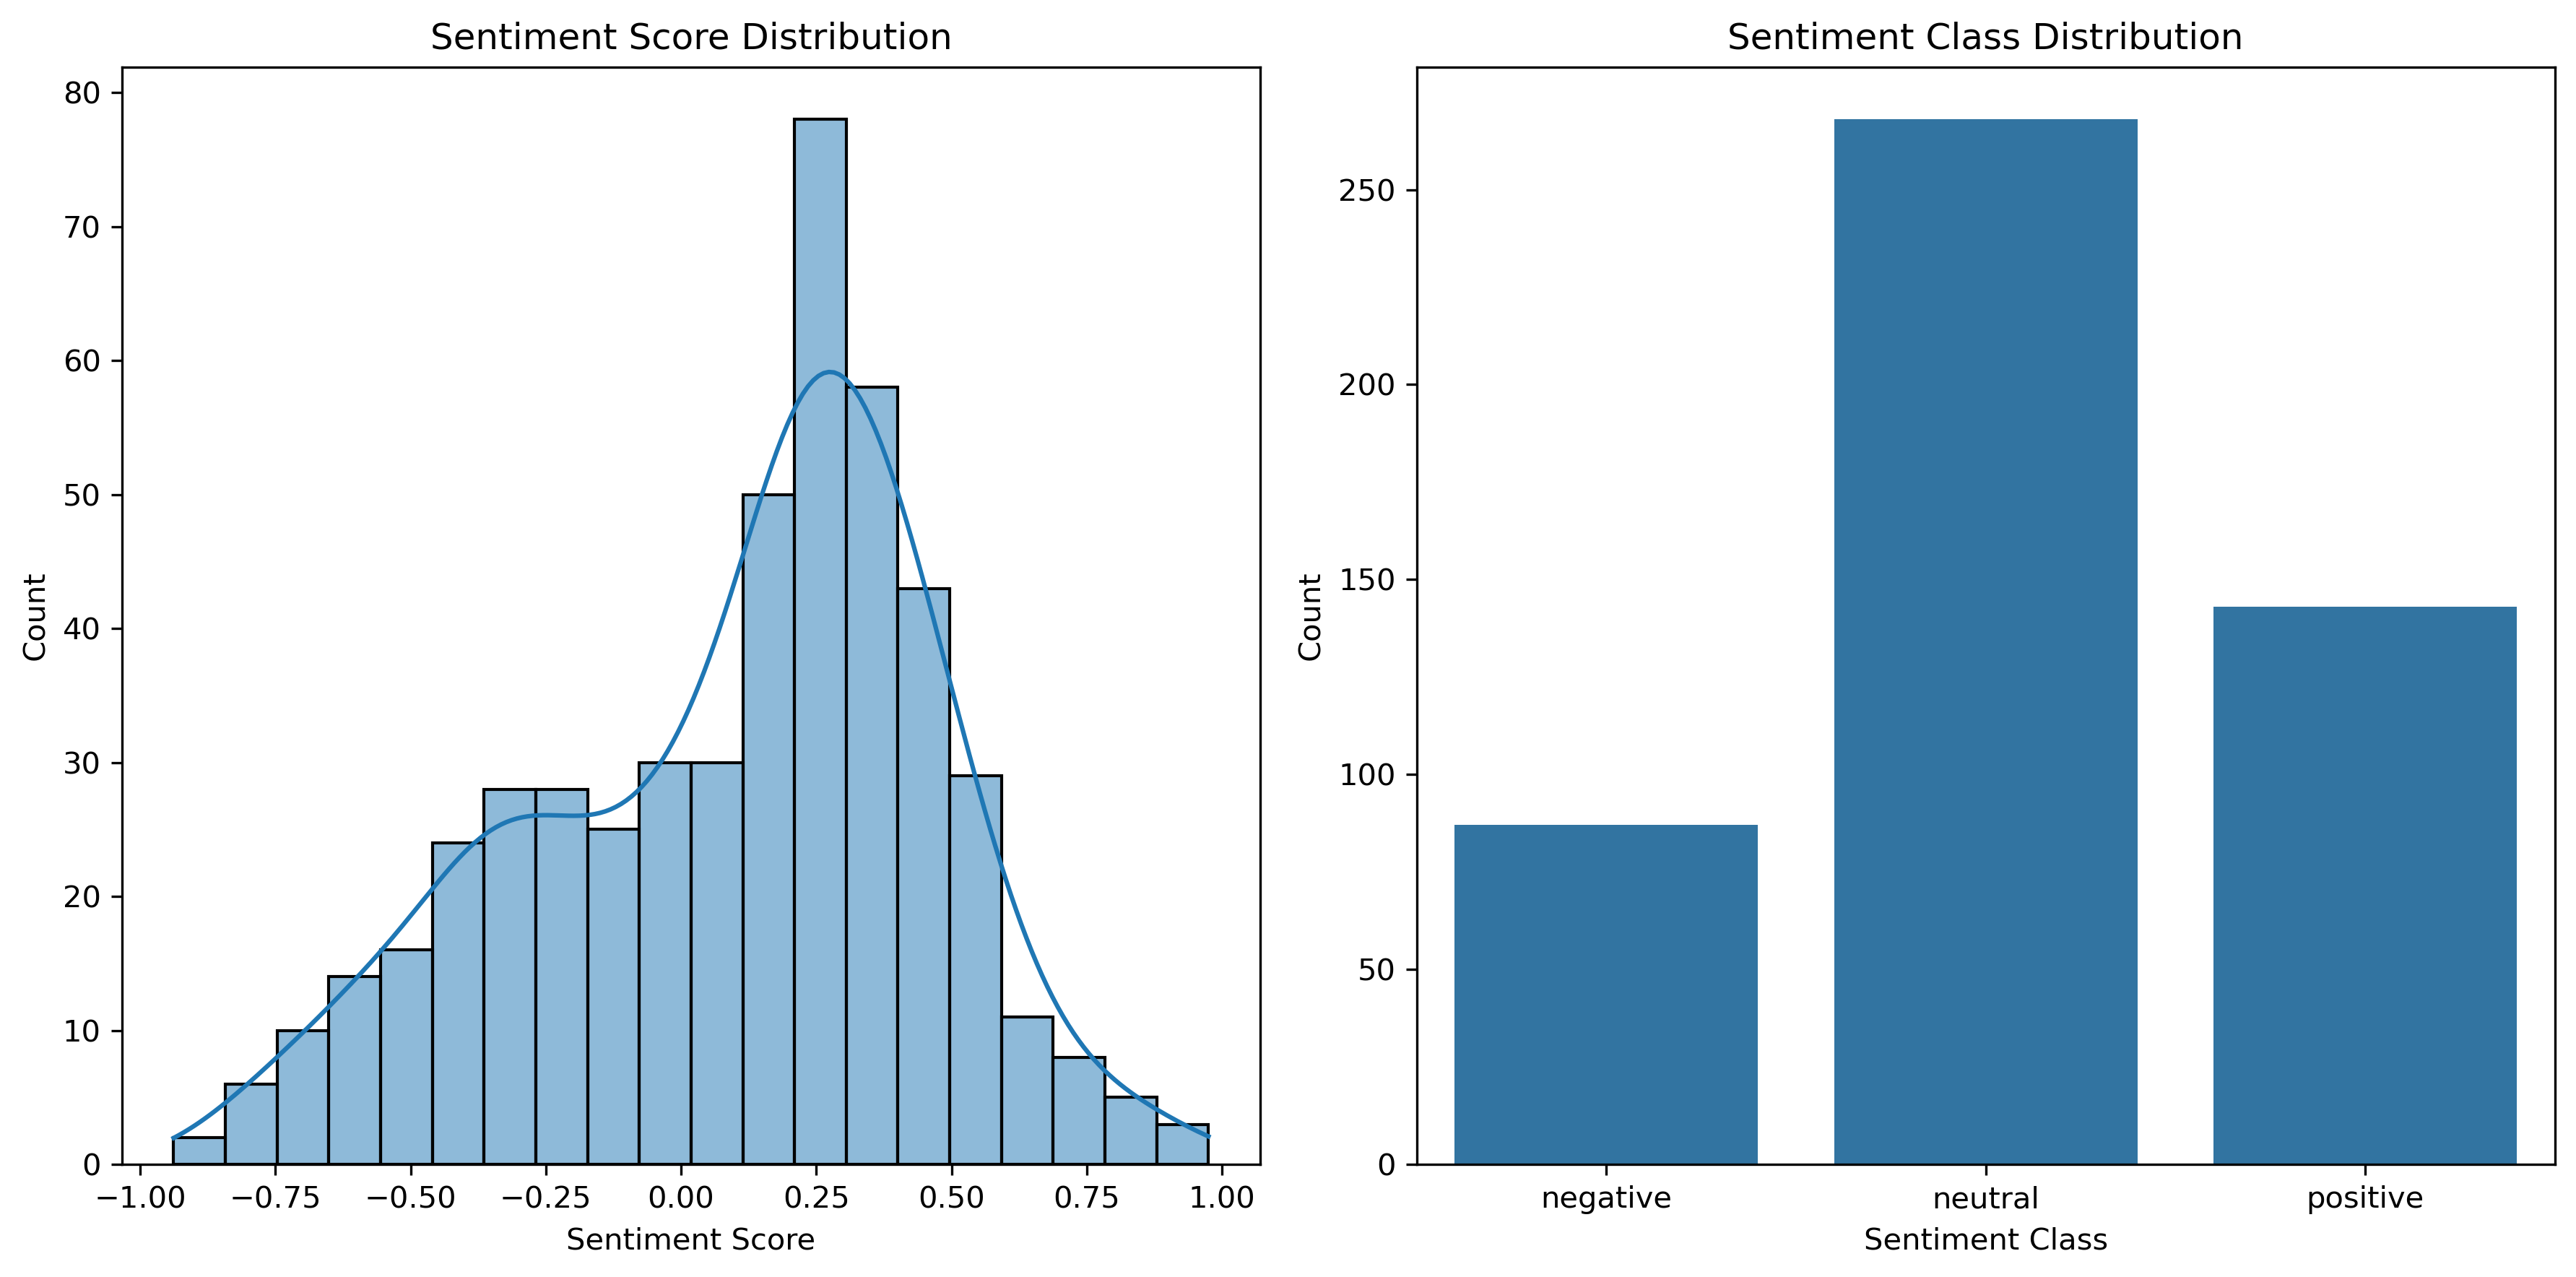 Sentiment Score Distribution
80
70
60
50
40
30
20
10
0
Count
−1.00 −0.75 −0.50 −0.25 0.00 0.25 0.50 0.75 1.00
Sentiment Score
Sentiment Class Distribution
250
200
150
100
50
0
Count
negative neutral positive
Sentiment Class